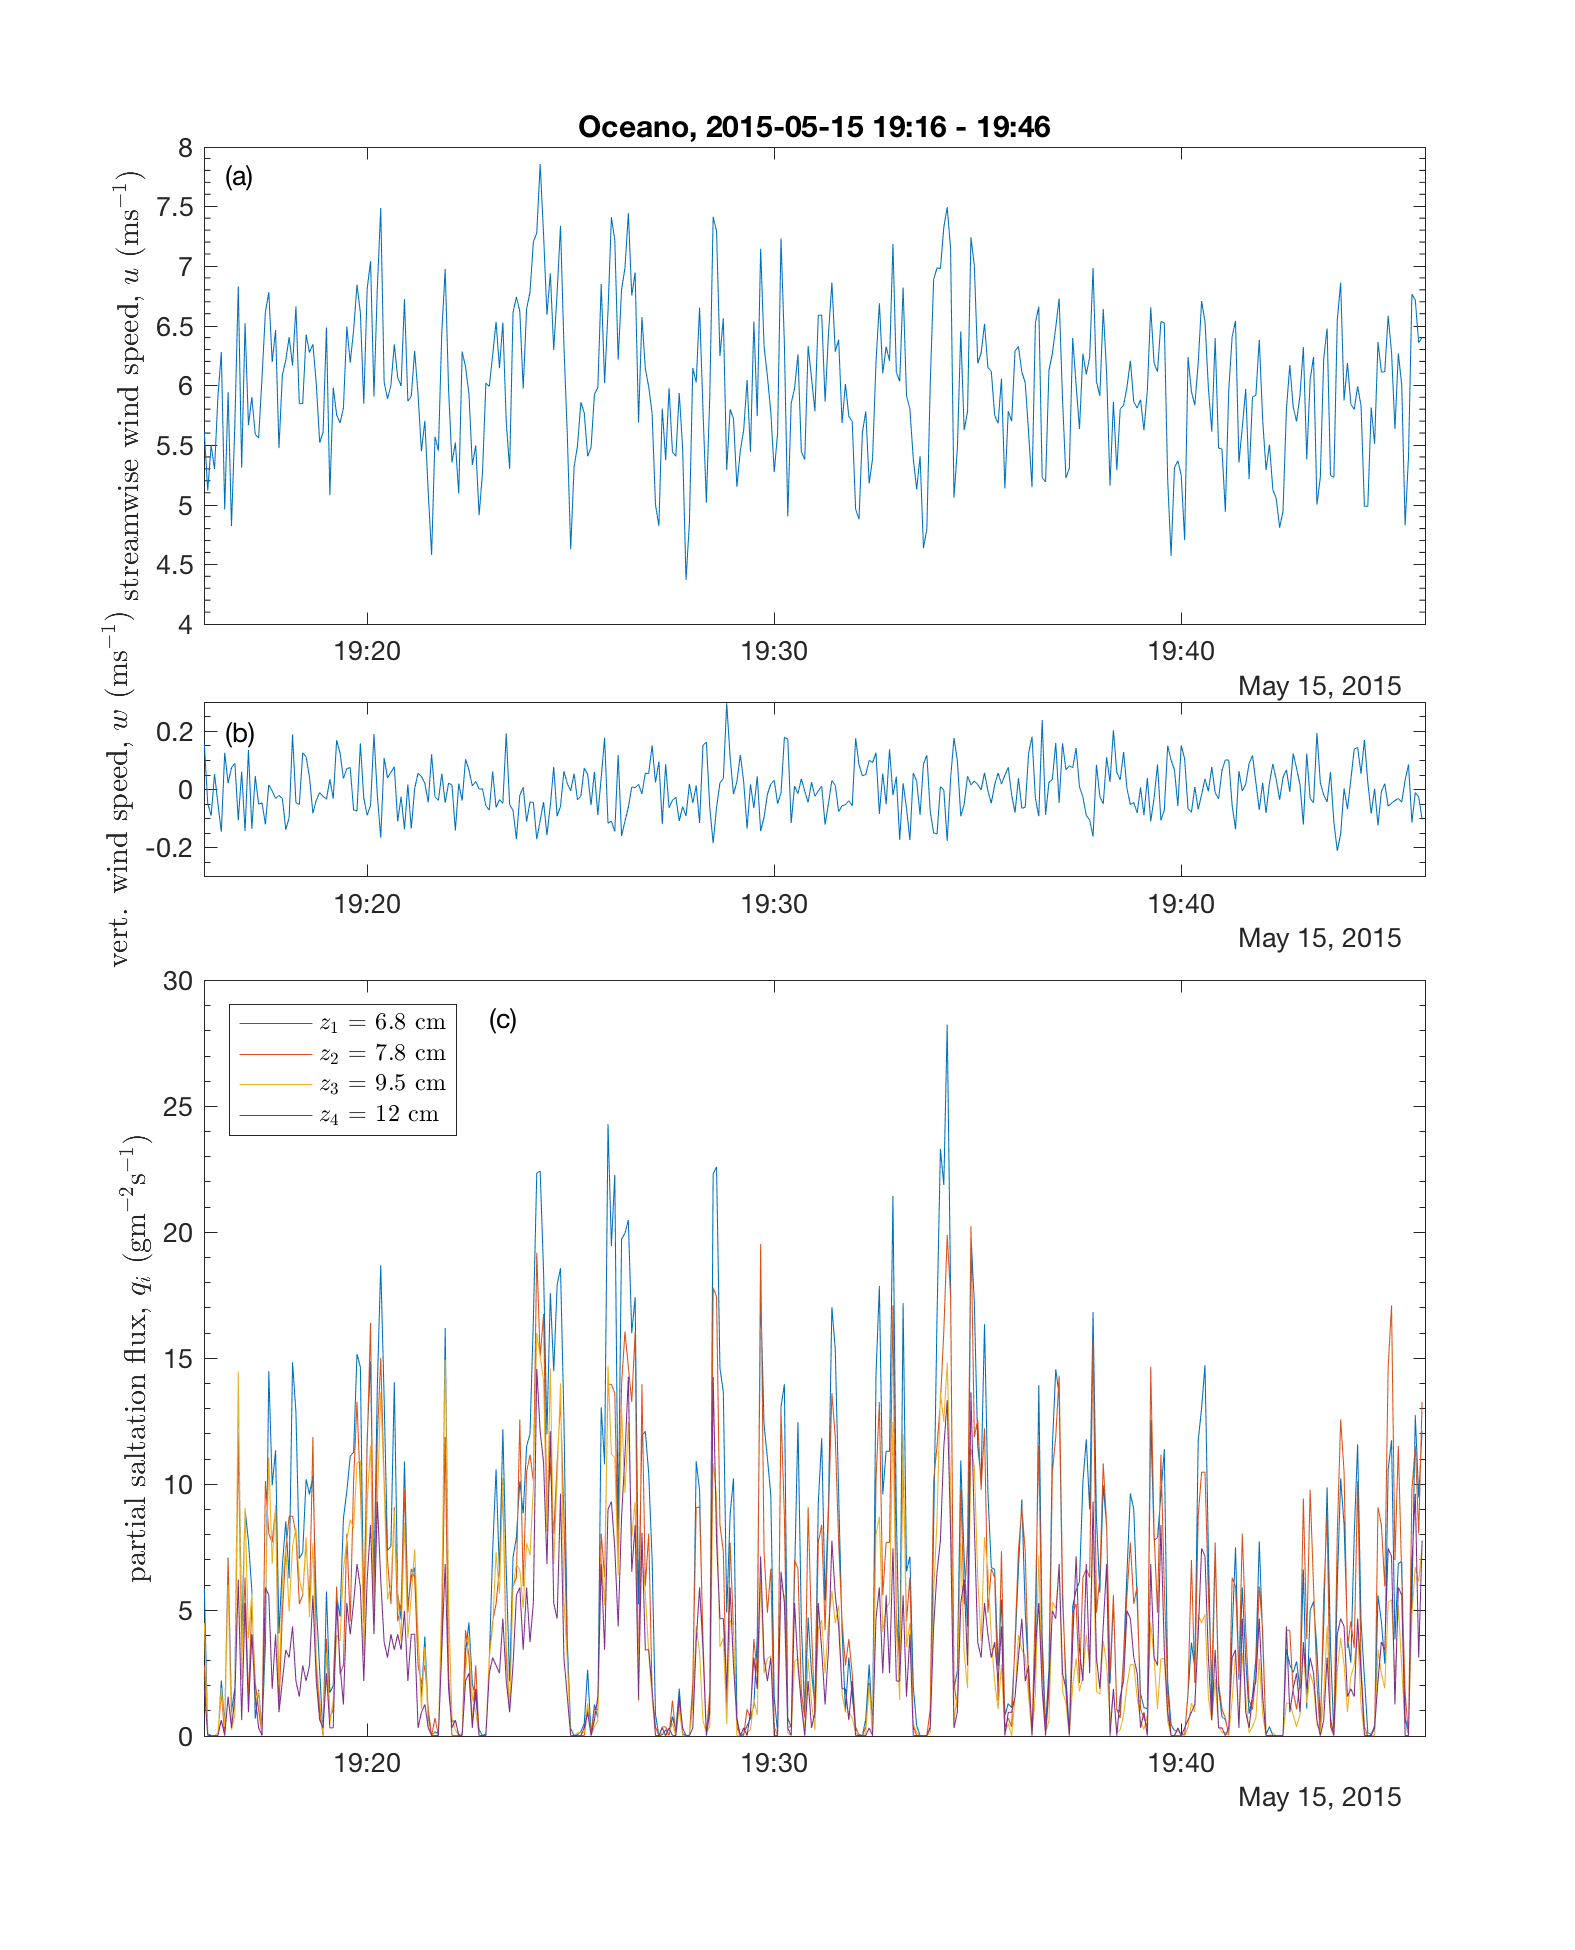 Oceano, 2015-05-15 19:16 - 19:46
(a)
streamwise wind speed, u (ms⁻¹)
8
7.5
7
6.5
6
5.5
5
4.5
4
19:20 19:30 19:40
May 15, 2015
(b)
vert. wind speed, w (ms⁻¹)
0.2
0
-0.2
19:20 19:30 19:40
May 15, 2015
(c)
partial saltation flux, qᵢ (gm⁻²s⁻¹)
30
25
20
15
10
5
0
z₁ = 6.8 cm
z₂ = 7.8 cm
z₃ = 9.5 cm
z₄ = 12 cm
19:20 19:30 19:40
May 15, 2015